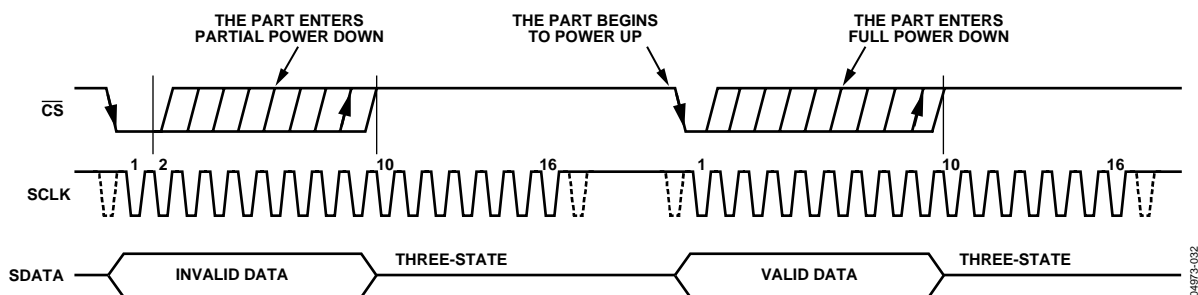 THE PART ENTERS
PARTIAL POWER DOWN
THE PART BEGINS
TO POWER UP
THE PART ENTERS
FULL POWER DOWN
CS
1 2 10 16 1 10 16
SCLK
SDATA INVALID DATA THREE-STATE VALID DATA THREE-STATE
04973-032